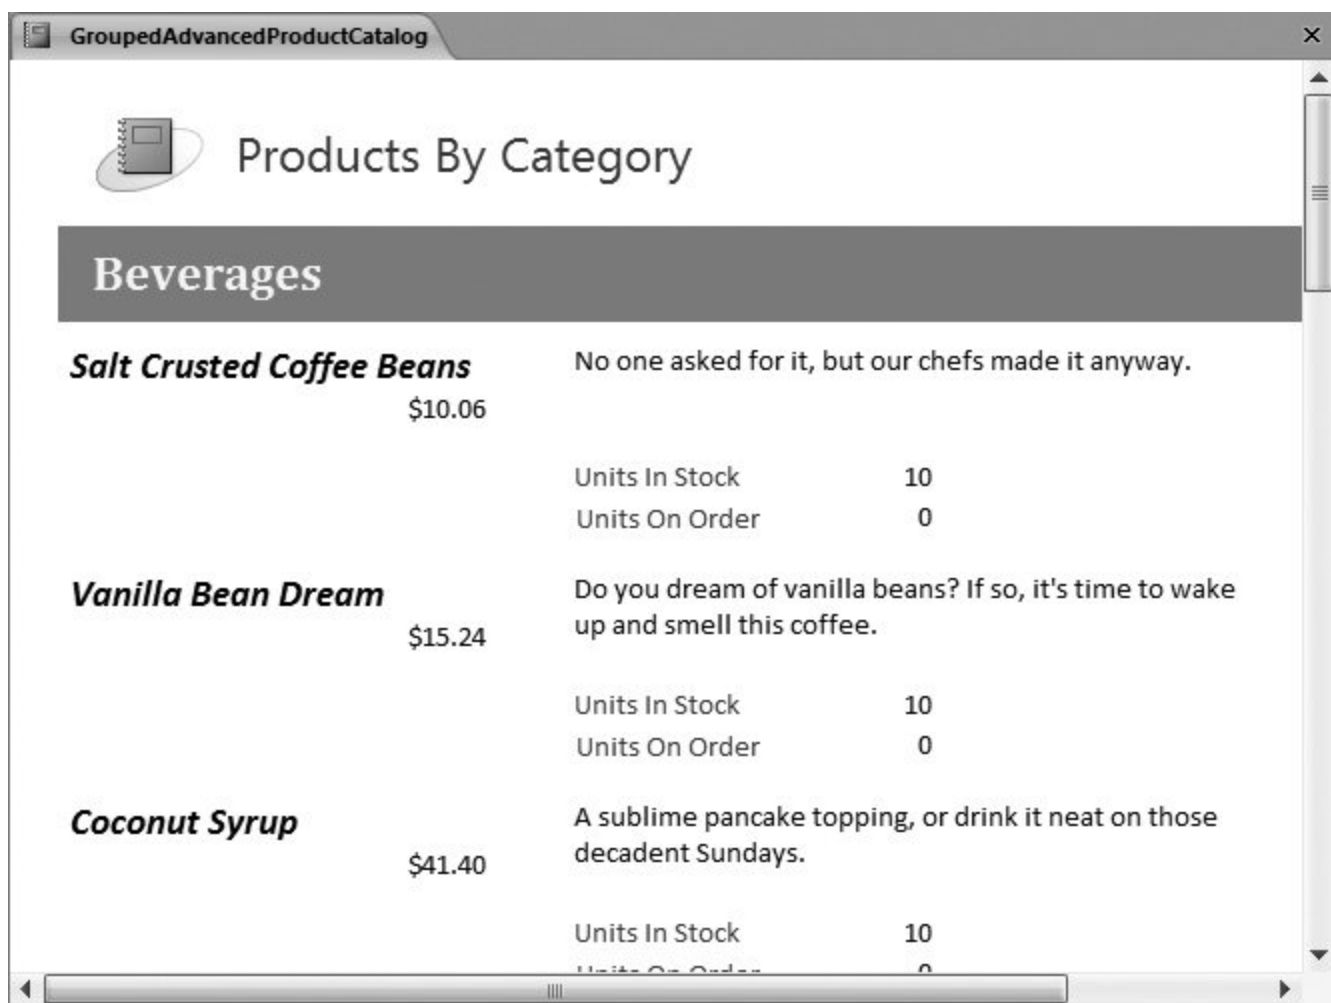 GroupedAdvancedProductCatalog
Products By Category
Beverages
Salt Crusted Coffee Beans
$10.06
No one asked for it, but our chefs made it anyway.
Units In Stock 10
Units On Order 0
Vanilla Bean Dream
$15.24
Do you dream of vanilla beans? If so, it's time to wake
up and smell this coffee.
Units In Stock 10
Units On Order 0
Coconut Syrup
$41.40
A sublime pancake topping, or drink it neat on those
decadent Sundays.
Units In Stock 10
Units On Order 0